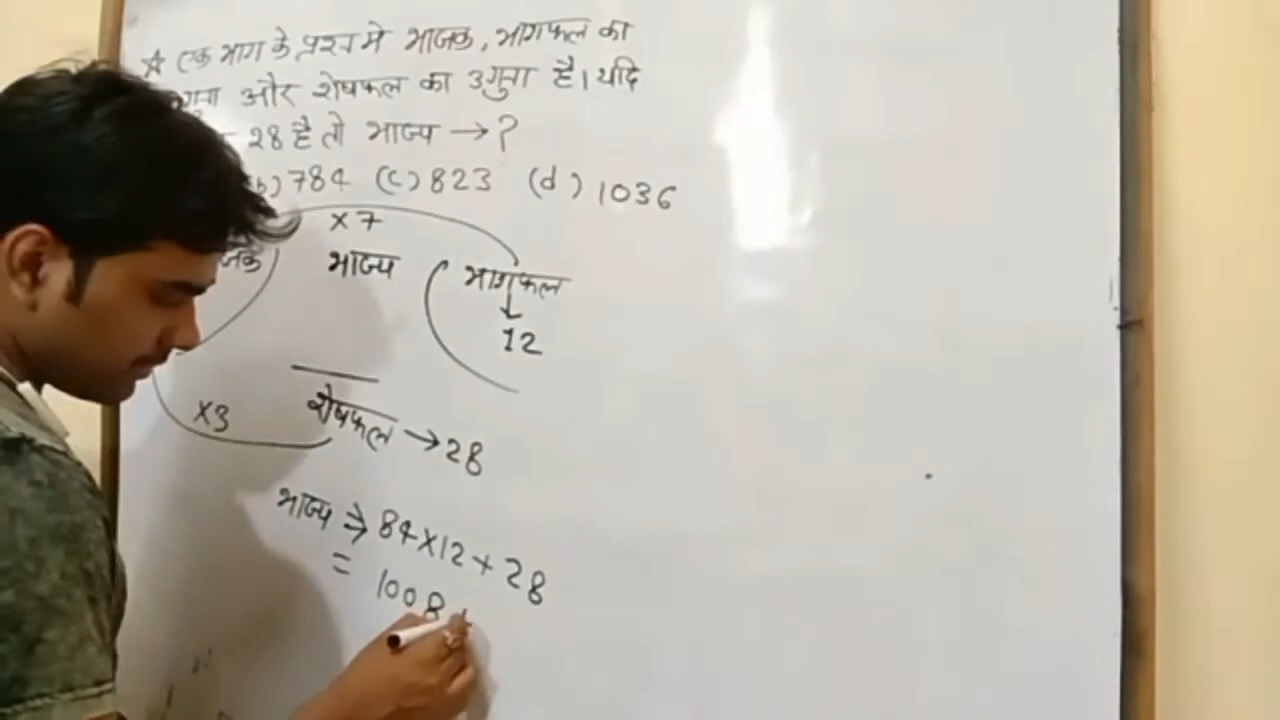 ☆ एक भाग के प्रश्न मे भाजक, भागफल का
गुना और शेषफल का 3गुना है। यदि
28 है तो भाज्य → ?
b) 784 (c) 823 (d) 1036
×7
जक भाज्य भागफल
↓
12
×3 शेषफल → 28
भाज्य ⇒ 84×12 + 28
= 1008